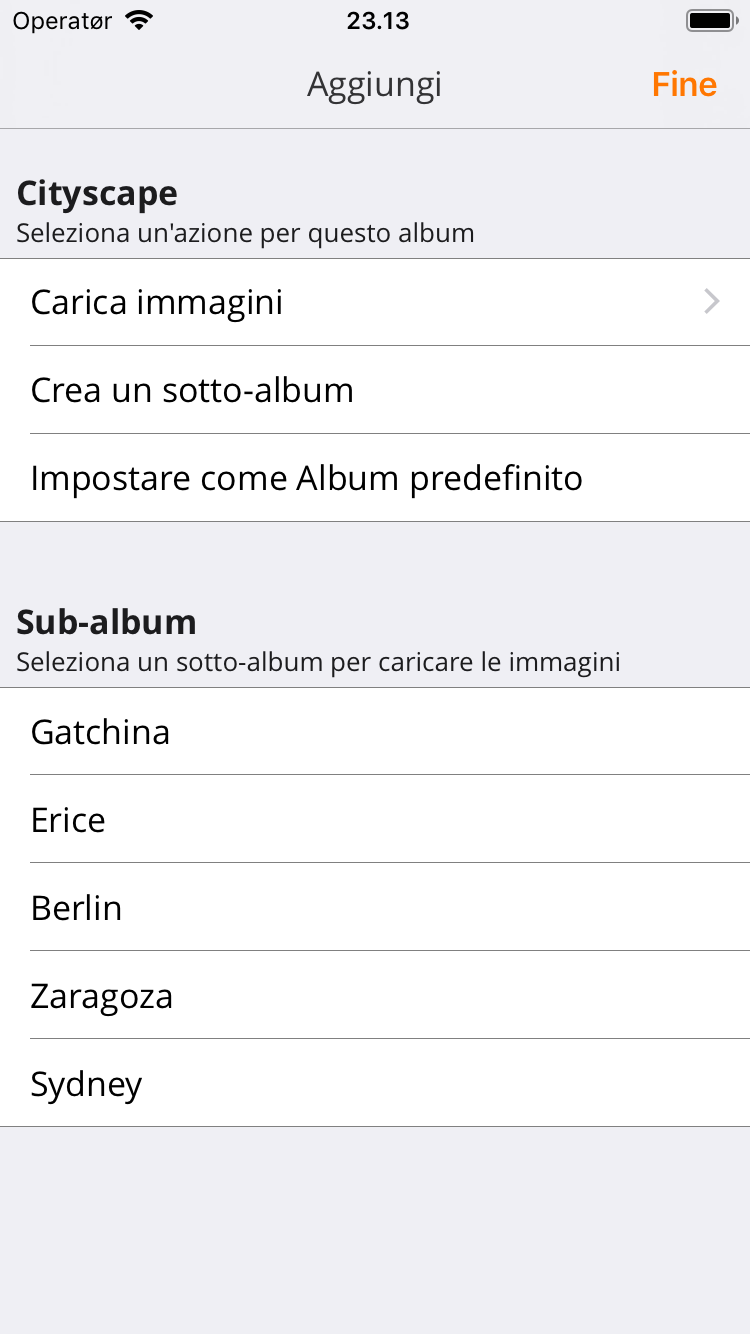 Operatør 23.13
Aggiungi Fine
Cityscape
Seleziona un'azione per questo album
Carica immagini
Crea un sotto-album
Impostare come Album predefinito
Sub-album
Seleziona un sotto-album per caricare le immagini
Gatchina
Erice
Berlin
Zaragoza
Sydney